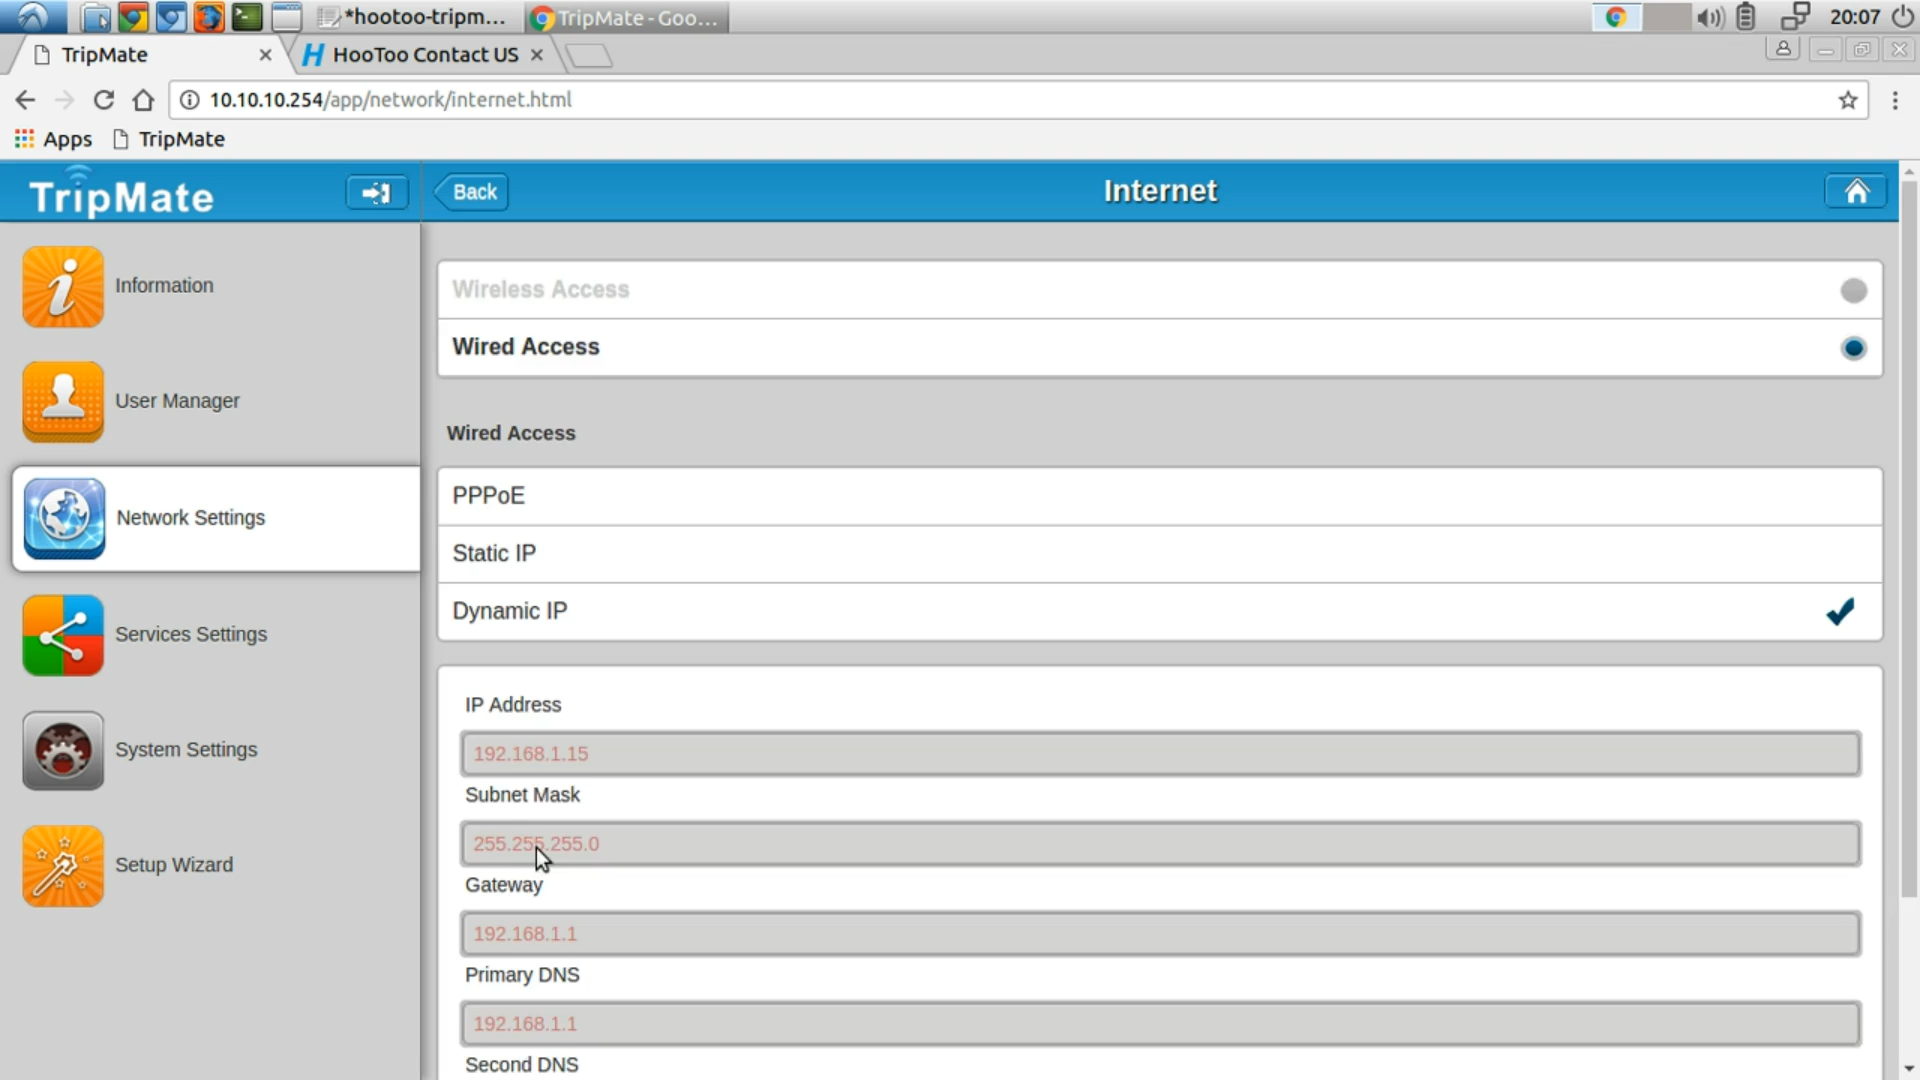 *hootoo-tripm...
TripMate - Goo...
20:07
TripMate
HooToo Contact US
10.10.10.254/app/network/internet.html
Apps
TripMate
TripMate
Back
Internet
Information
User Manager
Network Settings
Services Settings
System Settings
Setup Wizard
Wireless Access
Wired Access
Wired Access
PPPoE
Static IP
Dynamic IP
IP Address
192.168.1.15
Subnet Mask
255.255.255.0
Gateway
192.168.1.1
Primary DNS
192.168.1.1
Second DNS